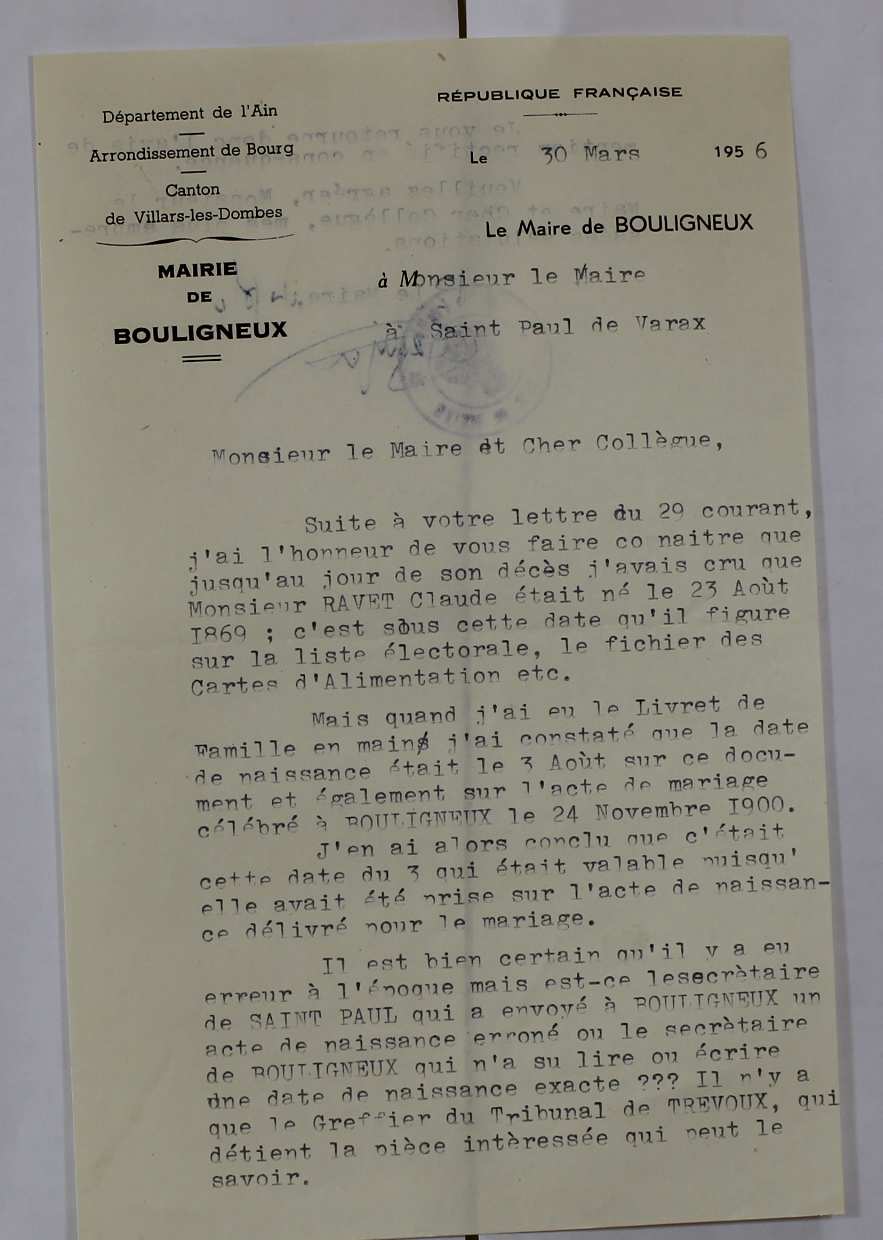 Département de l'Ain
Arrondissement de Bourg
Canton
de Villars-les-Dombes
MAIRIE
DE
BOULIGNEUX
RÉPUBLIQUE FRANÇAISE
Le 30 Mars 1956
Le Maire de BOULIGNEUX
à Monsieur le Maire
à Saint Paul de Varax
Monsieur le Maire et Cher Collègue,
Suite à votre lettre du 29 courant,
j'ai l'honneur de vous faire co naitre que
jusqu'au jour de son décès j'avais cru que
Monsieur RAVET Claude était né le 23 Aoùt
I869 ; c'est sous cette date qu'il figure
sur la liste électorale, le fichier des
Cartes d'Alimentation etc.
Mais quand j'ai eu le Livret de
Famille en main j'ai constaté que la date
de naissance était le 3 Aoùt sur ce docu-
ment et également sur l'acte de mariage
célébré à BOULIGNEUX le 24 Novembre I900.
J'en ai alors conclu que c'était
cette date du 3 qui était valable puisqu'
elle avait été prise sur l'acte de naissan-
ce délivré pour le mariage.
Il est bien certain qu'il y a eu
erreur à l'époque mais est-ce lesecrètaire
de SAINT PAUL qui a envoyé à BOULIGNEUX un
acte de naissance erroné ou le secrètaire
de BOULIGNEUX qui n'a su lire ou écrire
une date de naissance exacte ??? Il n'y a
que le Greffier du Tribunal de TREVOUX, qui
détient la pièce intèressée qui peut le
savoir.